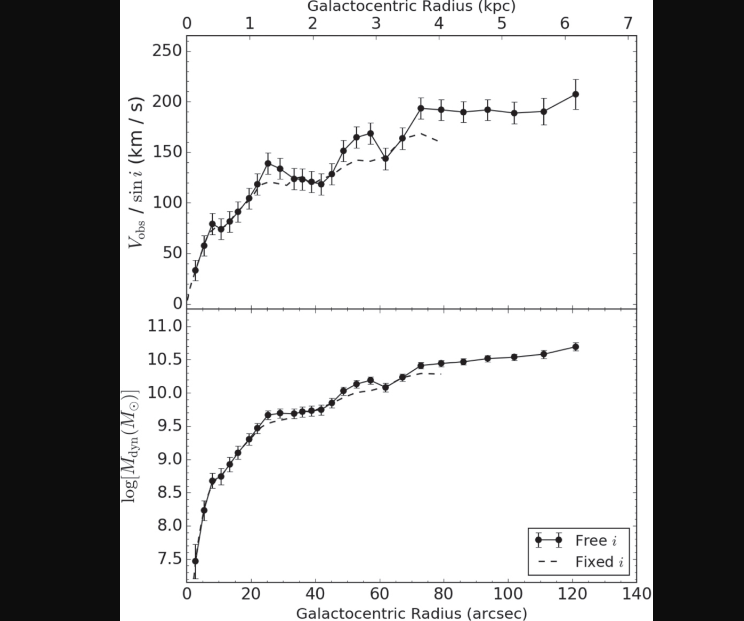 Galactocentric Radius (kpc)
0 1 2 3 4 5 6 7
250
200
150
100
50
0
V_obs / sin i (km / s)
11.0
10.5
10.0
9.5
9.0
8.5
8.0
7.5
log[M_dyn(M_⊙)]
Free i
Fixed i
0 20 40 60 80 100 120 140
Galactocentric Radius (arcsec)